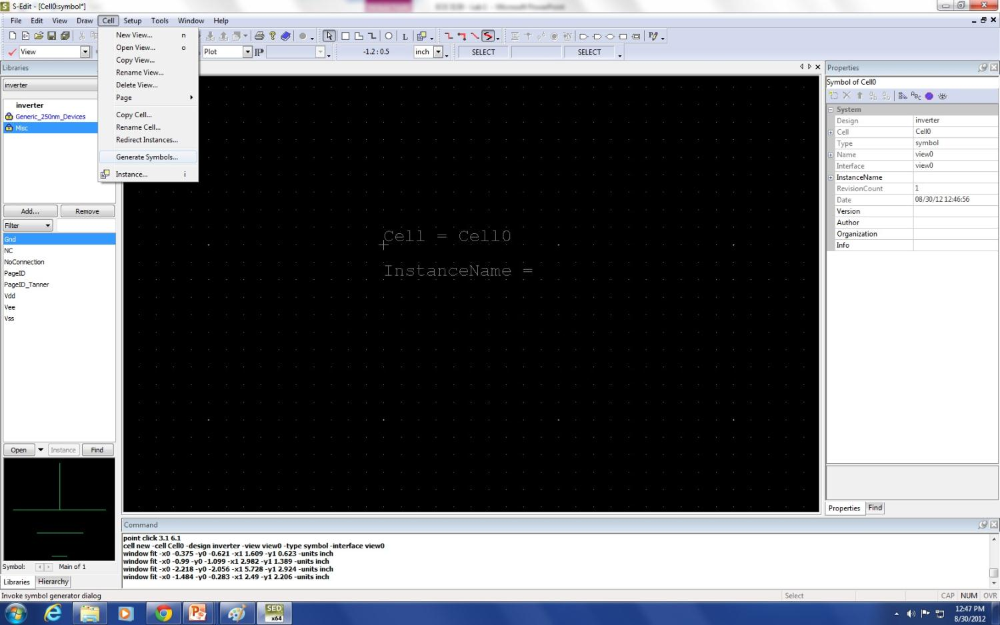 S-Edit - [Cell0:symbol*]
File Edit View Draw Cell Setup Tools Window Help
View
Plot
-1.2 : 0.5
inch
SELECT
SELECT
New View... n
Open View... o
Copy View...
Rename View...
Delete View...
Page
Copy Cell...
Rename Cell...
Redirect Instances...
Generate Symbols...
Instance... i
Libraries
inverter
inverter
Generic_250nm_Devices
Misc
Add... Remove
Filter
Gnd
NC
NoConnection
PageID
PageID_Tanner
Vdd
Vee
Vss
Open Instance Find
Symbol: Main of 1
Libraries Hierarchy
Cell = Cell0
InstanceName =
Properties
Symbol of Cell0
System
Design inverter
Cell Cell0
Type symbol
Name view0
Interface view0
InstanceName
RevisionCount 1
Date 08/30/12 12:46:56
Version
Author
Organization
Info
Properties Find
Command
point click 3.1 6.1
cell new -cell Cell0 -design inverter -view view0 -type symbol -interface view0
window fit -x0 -0.375 -y0 -0.621 -x1 1.609 -y1 0.623 -units inch
window fit -x0 -0.99 -y0 -1.099 -x1 2.982 -y1 1.389 -units inch
window fit -x0 -2.218 -y0 -2.056 -x1 5.728 -y1 2.924 -units inch
window fit -x0 -1.484 -y0 -0.283 -x1 2.49 -y1 2.206 -units inch
Invoke symbol generator dialog
Select
CAP NUM OVR
SED
x64
12:47 PM
8/30/2012